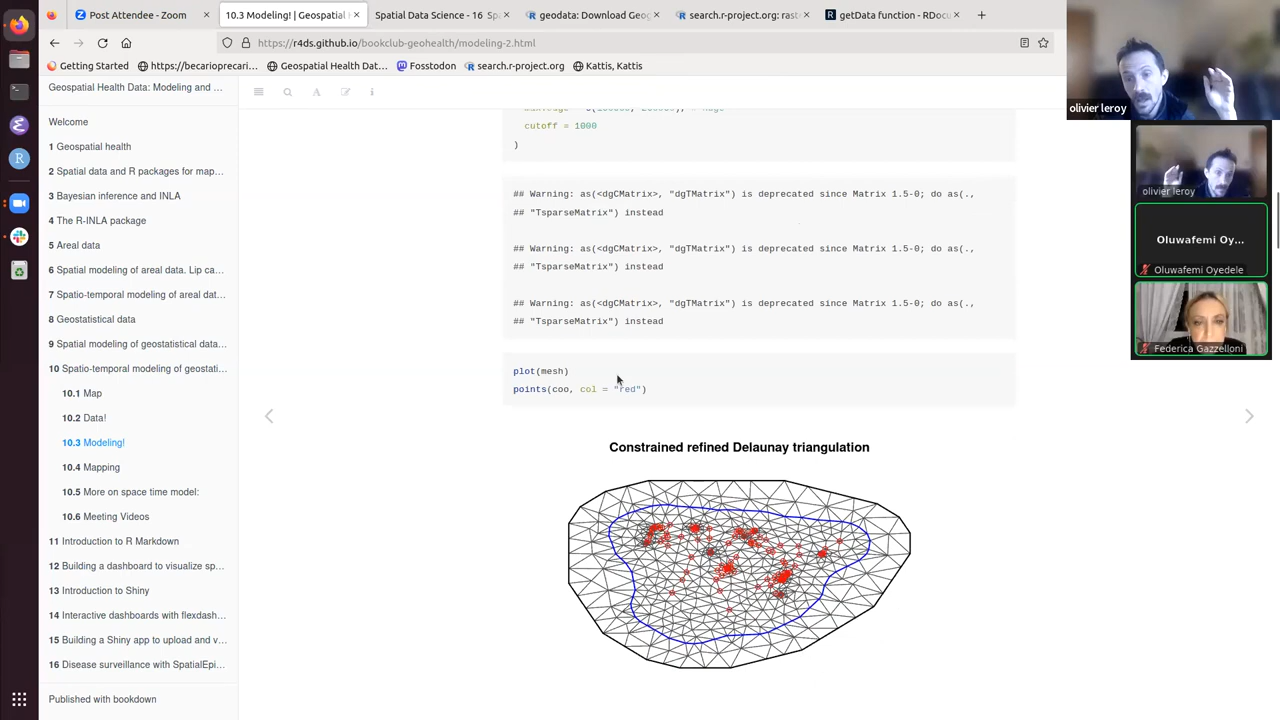 Post Attendee - Zoom
10.3 Modeling! | Geospatial
Spatial Data Science - 16 Sp
geodata: Download Geog
search.r-project.org: rast
getData function - RDocu
https://r4ds.github.io/bookclub-geohealth/modeling-2.html
Getting Started
https://becarioprecari...
Geospatial Health Dat...
Fosstodon
search.r-project.org
Kattis, Kattis
Geospatial Health Data: Modeling and ...
Welcome
1 Geospatial health
2 Spatial data and R packages for map...
3 Bayesian inference and INLA
4 The R-INLA package
5 Areal data
6 Spatial modeling of areal data. Lip ca...
7 Spatio-temporal modeling of areal dat...
8 Geostatistical data
9 Spatial modeling of geostatistical data...
10 Spatio-temporal modeling of geostati...
10.1 Map
10.2 Data!
10.3 Modeling!
10.4 Mapping
10.5 More on space time model:
10.6 Meeting Videos
11 Introduction to R Markdown
12 Building a dashboard to visualize sp...
13 Introduction to Shiny
14 Interactive dashboards with flexdash...
15 Building a Shiny app to upload and v...
16 Disease surveillance with SpatialEpi...
Published with bookdown
cutoff = 1000
)
## Warning: as(<dgCMatrix>, "dgTMatrix") is deprecated since Matrix 1.5-0; do as(.,
## "TsparseMatrix") instead
## Warning: as(<dgCMatrix>, "dgTMatrix") is deprecated since Matrix 1.5-0; do as(.,
## "TsparseMatrix") instead
## Warning: as(<dgCMatrix>, "dgTMatrix") is deprecated since Matrix 1.5-0; do as(.,
## "TsparseMatrix") instead
plot(mesh)
points(coo, col = "red")
Constrained refined Delaunay triangulation
olivier leroy
olivier leroy
Oluwafemi Oy...
Oluwafemi Oyedele
Federica Gazzelloni